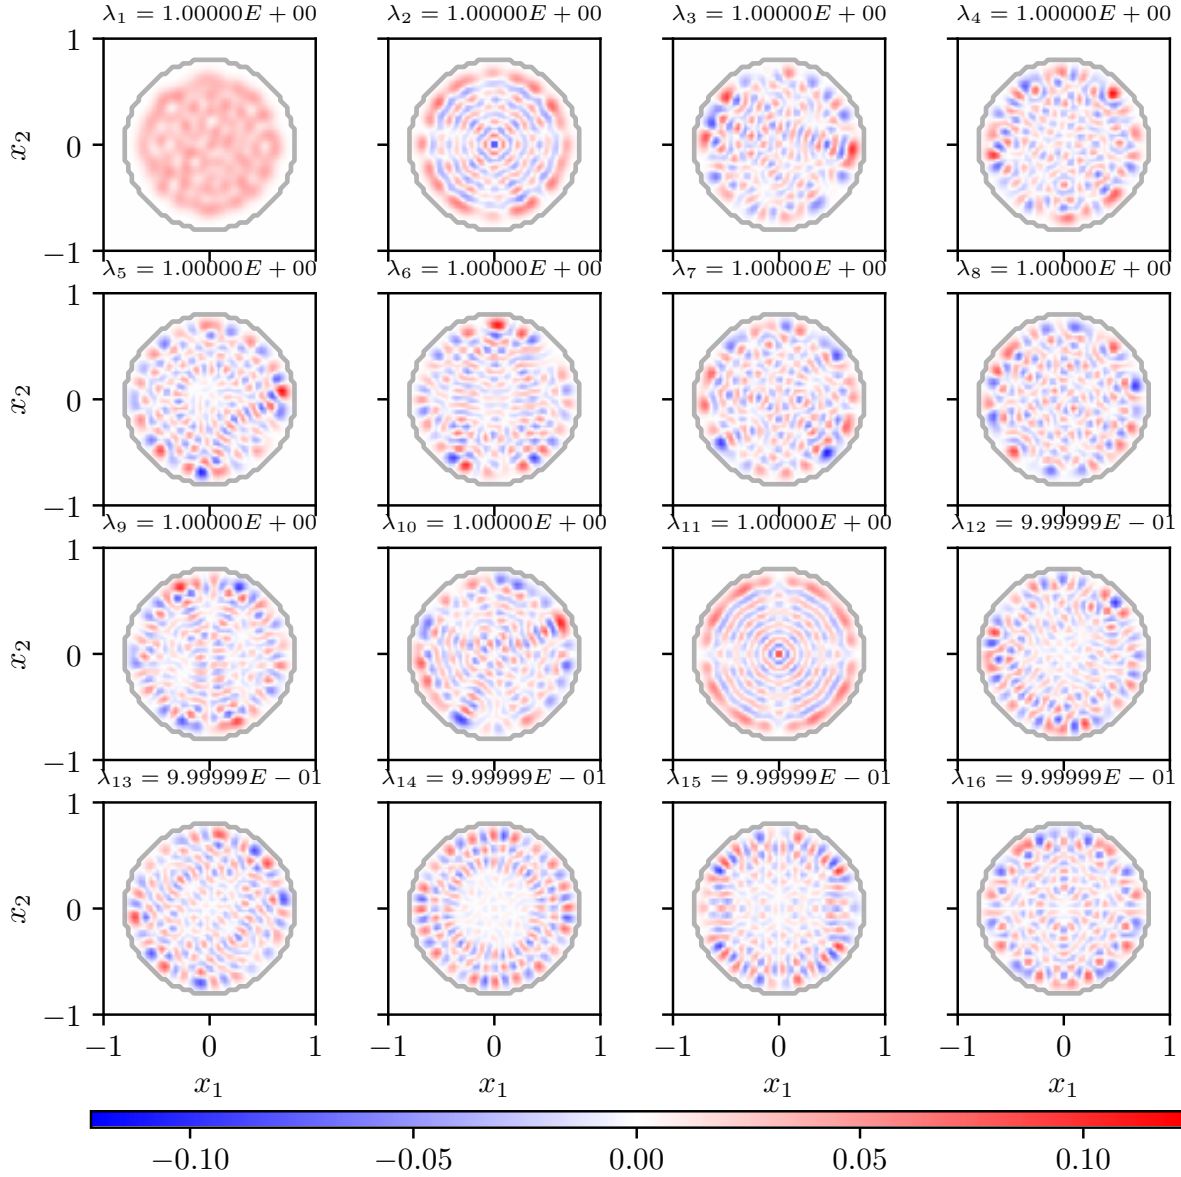 λ1 = 1.00000E + 00 λ2 = 1.00000E + 00 λ3 = 1.00000E + 00 λ4 = 1.00000E + 00
1
x2
0
−1
λ5 = 1.00000E + 00 λ6 = 1.00000E + 00 λ7 = 1.00000E + 00 λ8 = 1.00000E + 00
1
x2
0
−1
λ9 = 1.00000E + 00 λ10 = 1.00000E + 00 λ11 = 1.00000E + 00 λ12 = 9.99999E − 01
1
x2
0
−1
λ13 = 9.99999E − 01 λ14 = 9.99999E − 01 λ15 = 9.99999E − 01 λ16 = 9.99999E − 01
1
x2
0
−1
−1 0 1 −1 0 1 −1 0 1 −1 0 1
x1 x1 x1 x1
−0.10 −0.05 0.00 0.05 0.10